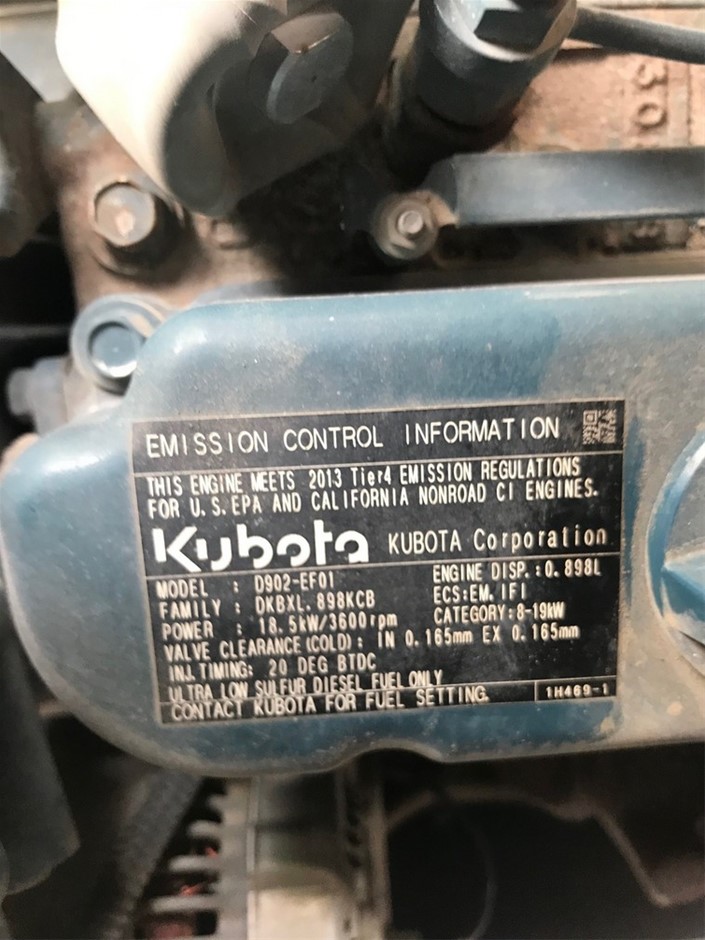 EMISSION CONTROL INFORMATION
THIS ENGINE MEETS 2013 Tier4 EMISSION REGULATIONS
FOR U.S.EPA AND CALIFORNIA NONROAD CI ENGINES.
Kubota KUBOTA Corporation
MODEL : D902-EF01 ENGINE DISP.:0.898L
FAMILY : DKBXL.898KCB ECS:EM.IFI
POWER : 18.5kW/3600rpm CATEGORY:8-19kW
VALVE CLEARANCE(COLD): IN 0.165mm EX 0.165mm
INJ.TIMING: 20 DEG BTDC
ULTRA LOW SULFUR DIESEL FUEL ONLY
CONTACT KUBOTA FOR FUEL SETTING. 1H469-1